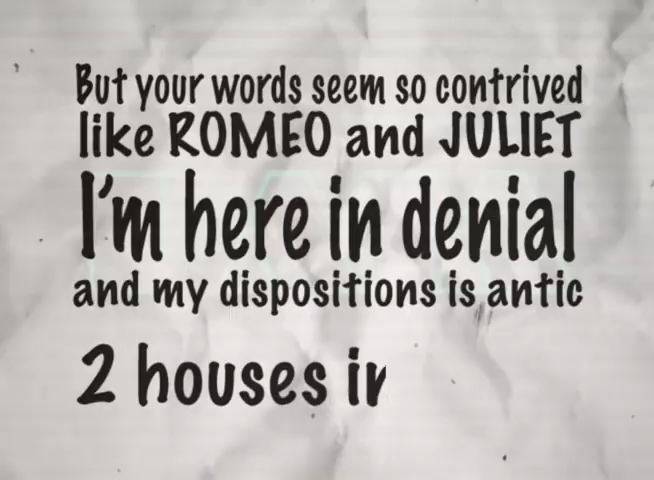 But your words seem so contrived
like ROMEO and JULIET
I'm here in denial
and my dispositions is antic
2 houses